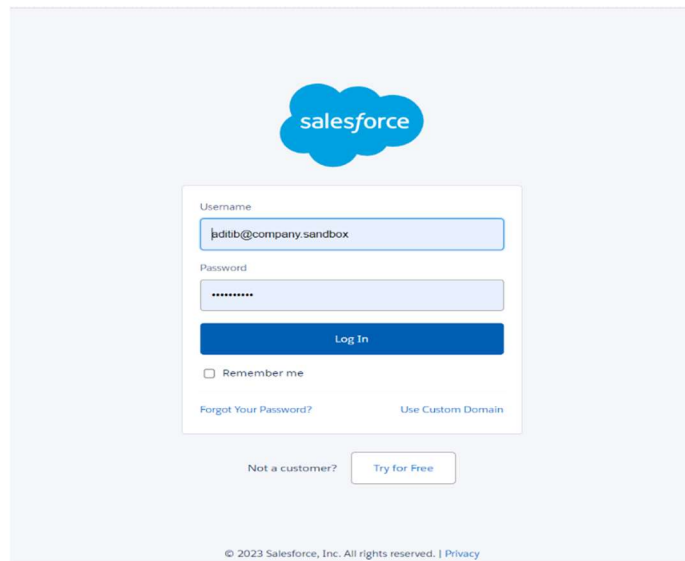 salesforce
Username
aditib@company.sandbox
Password
••••••••••
Log In
Remember me
Forgot Your Password? Use Custom Domain
Not a customer? Try for Free
© 2023 Salesforce, Inc. All rights reserved. | Privacy